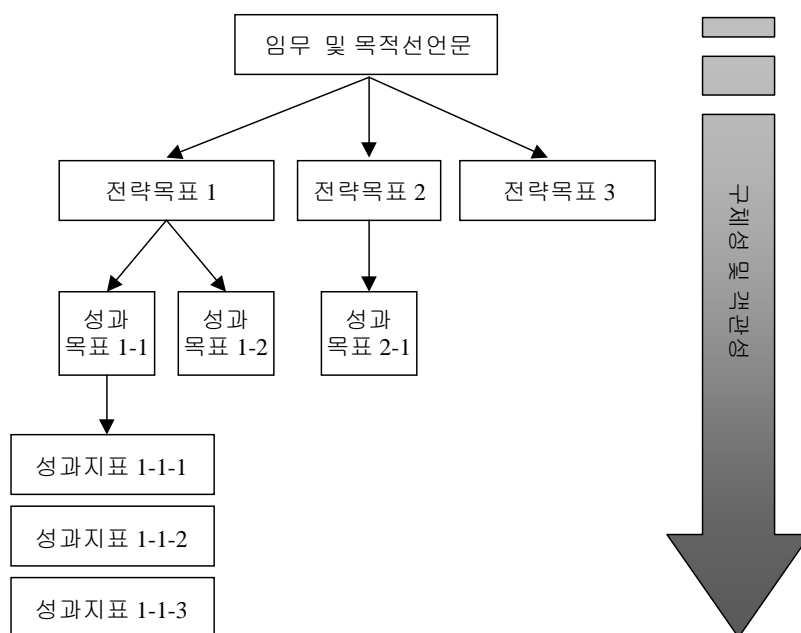 임무 및 목적선언문
전략목표 1
전략목표 2
전략목표 3
성과
목표 1-1
성과
목표 1-2
성과
목표 2-1
성과지표 1-1-1
성과지표 1-1-2
성과지표 1-1-3
구체성 및 객관성